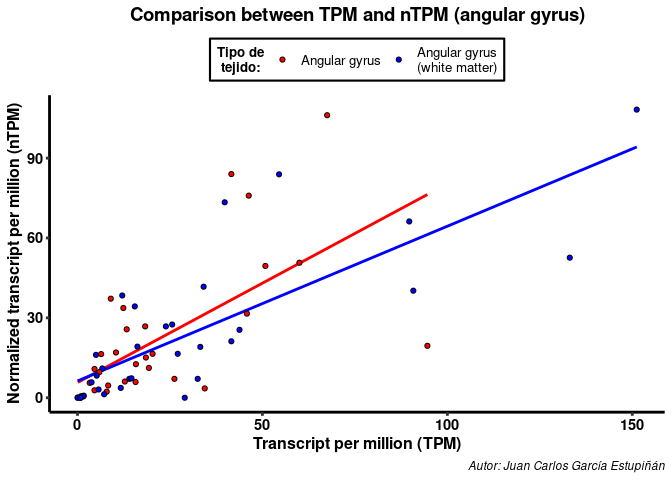 Comparison between TPM and nTPM (angular gyrus)
Tipo de
tejido:
Angular gyrus
Angular gyrus
(white matter)
Normalized transcript per million (nTPM)
90
60
30
0
0
50
100
150
Transcript per million (TPM)
Autor: Juan Carlos García Estupiñán